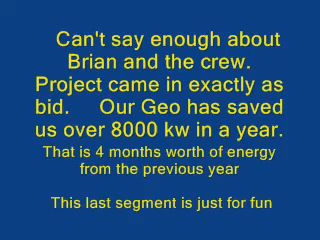 Can't say enough about
Brian and the crew.
Project came in exactly as
bid. Our Geo has saved
us over 8000 kw in a year.
That is 4 months worth of energy
from the previous year
This last segment is just for fun